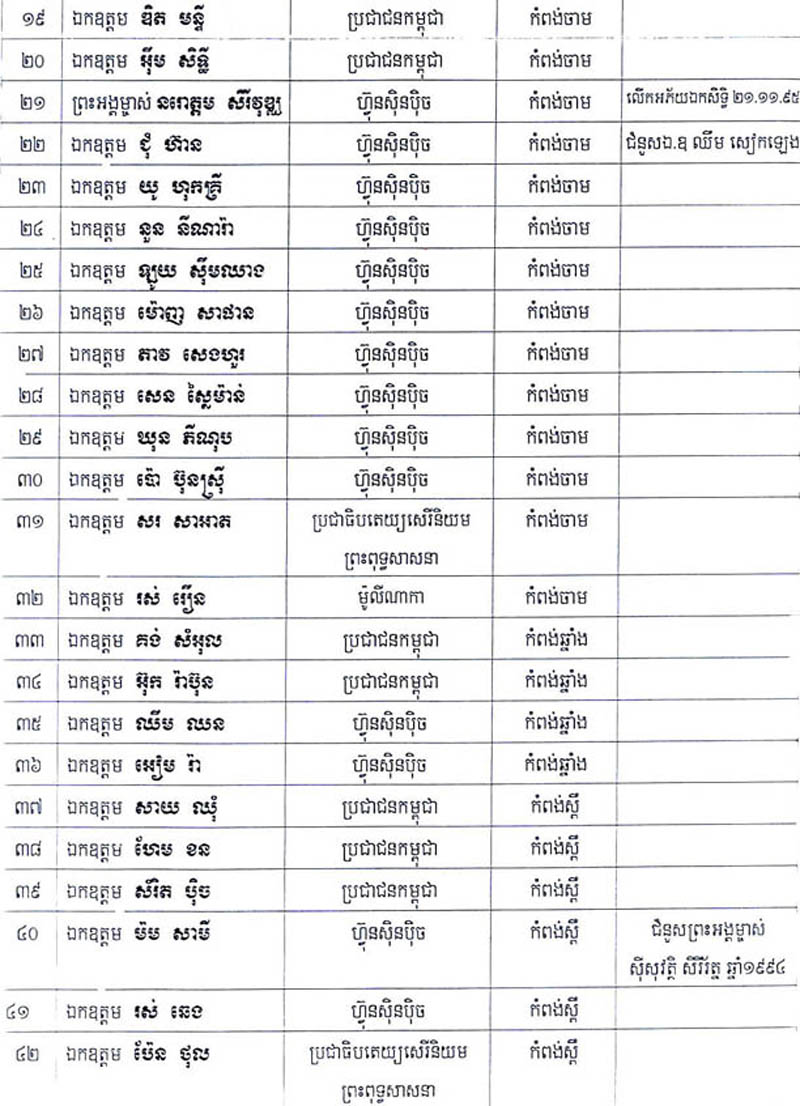 ១៩ ឯកឧត្តម ឌិត មន្ទី ប្រជាជនកម្ពុជា កំពង់ចាម
២០ ឯកឧត្តម អ៊ឹម សិទ្ធី ប្រជាជនកម្ពុជា កំពង់ចាម
២១ ព្រះអង្គម្ចាស់ នរោត្តម សិរីវុឌ្ឍ ហ៊្វុនស៊ិនប៉ិច កំពង់ចាម លើកអភ័យឯកសិទ្ធិ ២១.១១.៩៥
២២ ឯកឧត្តម ជុំ ហ៊ាន ហ៊្វុនស៊ិនប៉ិច កំពង់ចាម ជំនួសឯ.ឧ ឈឹម សៀកឡេង
២៣ ឯកឧត្តម យូ ហុកគ្រី ហ៊្វុនស៊ិនប៉ិច កំពង់ចាម
២៤ ឯកឧត្តម នួន នីណារ៉ា ហ៊្វុនស៊ិនប៉ិច កំពង់ចាម
២៥ ឯកឧត្តម ឡូយ ស៊ឹមឈាង ហ៊្វុនស៊ិនប៉ិច កំពង់ចាម
២៦ ឯកឧត្តម ម៉ោញ សាផាន ហ៊្វុនស៊ិនប៉ិច កំពង់ចាម
២៧ ឯកឧត្តម តាវ សេងហួរ ហ៊្វុនស៊ិនប៉ិច កំពង់ចាម
២៨ ឯកឧត្តម សេន ស្លៃម៉ាន់ ហ៊្វុនស៊ិនប៉ិច កំពង់ចាម
២៩ ឯកឧត្តម ឃុន ភីណុប ហ៊្វុនស៊ិនប៉ិច កំពង់ចាម
៣០ ឯកឧត្តម ប៉ោ ប៊ុនស្រ៊ី ហ៊្វុនស៊ិនប៉ិច កំពង់ចាម
៣១ ឯកឧត្តម សរ សាអាត ប្រជាធិបតេយ្យសេរីនិយម កំពង់ចាម
ព្រះពុទ្ធសាសនា
៣២ ឯកឧត្តម រស់ រឿន ម៉ូលីណាកា កំពង់ចាម
៣៣ ឯកឧត្តម គង់ សំអុល ប្រជាជនកម្ពុជា កំពង់ឆ្នាំង
៣៤ ឯកឧត្តម អ៊ុក រ៉ាប៊ុន ប្រជាជនកម្ពុជា កំពង់ឆ្នាំង
៣៥ ឯកឧត្តម ឈឹម ឈន ហ៊្វុនស៊ិនប៉ិច កំពង់ឆ្នាំង
៣៦ ឯកឧត្តម អៀម រ៉ា ហ៊្វុនស៊ិនប៉ិច កំពង់ឆ្នាំង
៣៧ ឯកឧត្តម សាយ ឈុំ ប្រជាជនកម្ពុជា កំពង់ស្ពឺ
៣៨ ឯកឧត្តម ហែម ខន ប្រជាជនកម្ពុជា កំពង់ស្ពឺ
៣៩ ឯកឧត្តម សំរិត ប៉ិច ប្រជាជនកម្ពុជា កំពង់ស្ពឺ
៤០ ឯកឧត្តម ម៉ម សាមី ហ៊្វុនស៊ិនប៉ិច កំពង់ស្ពឺ ជំនួសព្រះអង្គម្ចាស់
ស៊ីសុវត្ថិ សិរីរ័ត្ន ឆ្នាំ១៩៩៤
៤១ ឯកឧត្តម រស់ ឆេង ហ៊្វុនស៊ិនប៉ិច កំពង់ស្ពឺ
៤២ ឯកឧត្តម ប៉ែន ថុល ប្រជាធិបតេយ្យសេរីនិយម កំពង់ស្ពឺ
ព្រះពុទ្ធសាសនា